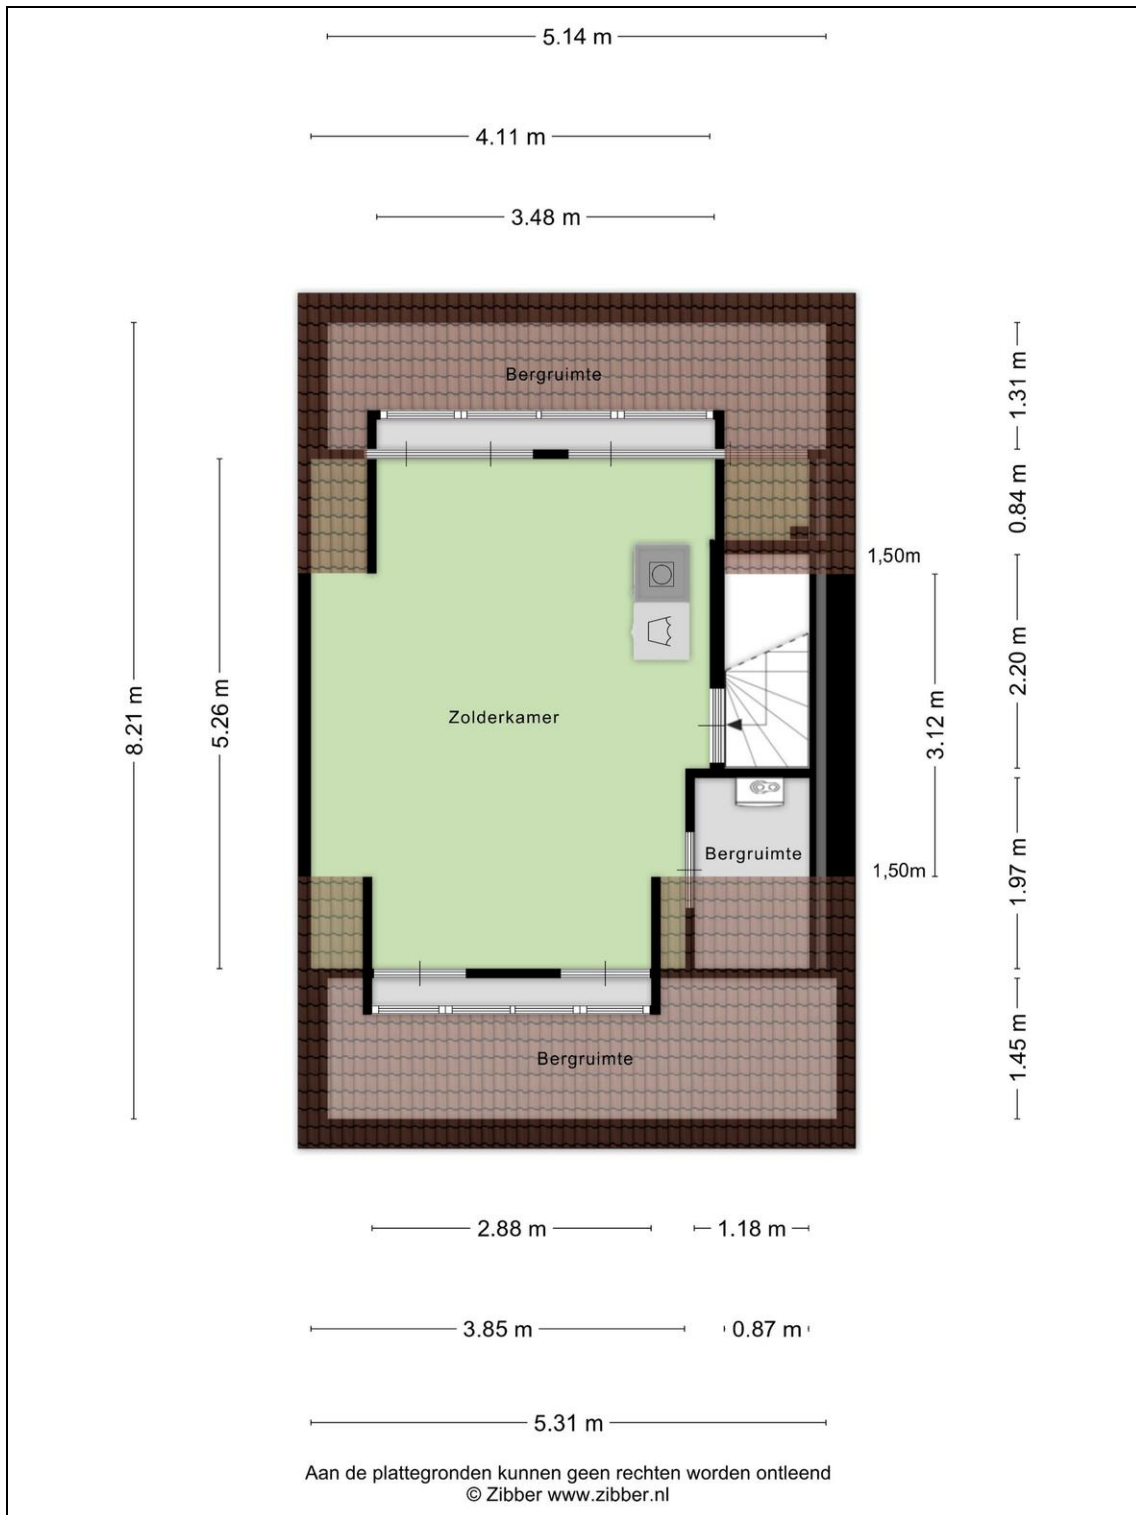 5.14 m
4.11 m
3.48 m
Bergruimte
1.31 m
0.84 m
1,50m
2.20 m
8.21 m
5.26 m
Zolderkamer
3.12 m
Bergruimte
1,50m
1.97 m
Bergruimte
1.45 m
2.88 m
1.18 m
3.85 m
0.87 m
5.31 m
Aan de plattegronden kunnen geen rechten worden ontleend
© Zibber www.zibber.nl